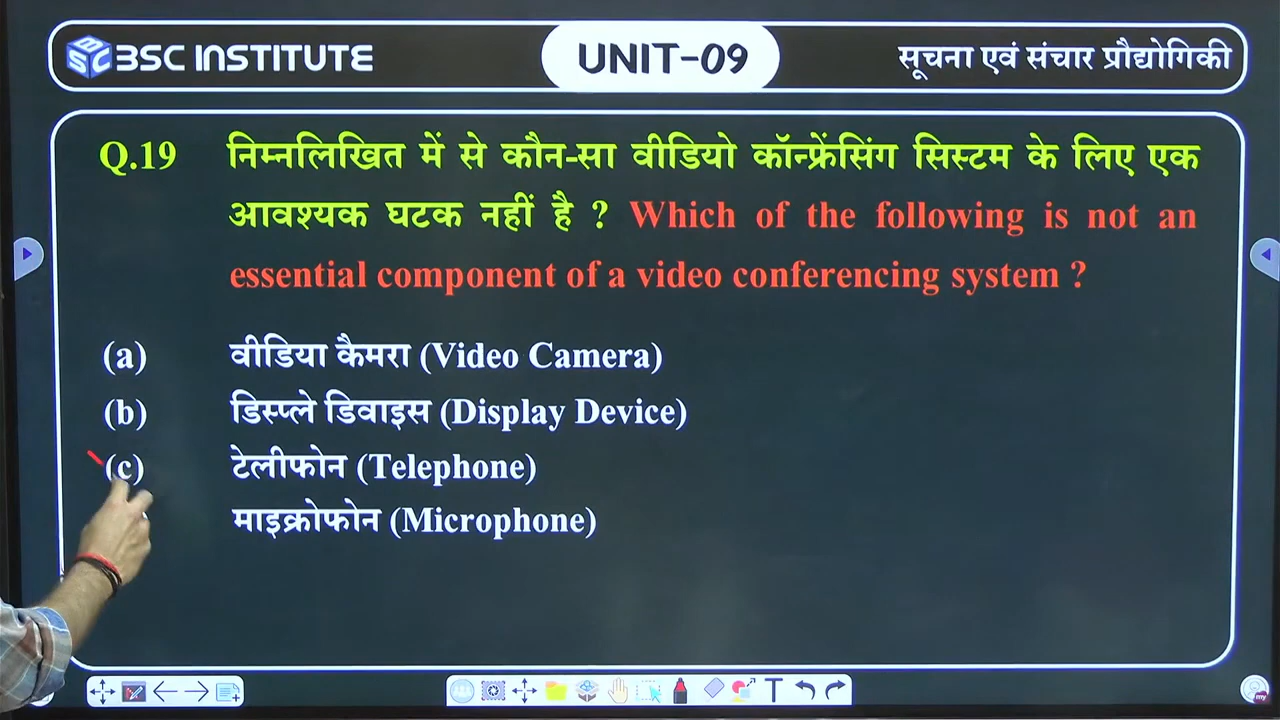 BSC INSTITUTE
UNIT-09
सूचना एवं संचार प्रौद्योगिकी
Q.19 निम्नलिखित में से कौन-सा वीडियो कॉन्फ्रेंसिंग सिस्टम के लिए एक
आवश्यक घटक नहीं है ? Which of the following is not an
essential component of a video conferencing system ?
(a) वीडिया कैमरा (Video Camera)
(b) डिस्प्ले डिवाइस (Display Device)
(c) टेलीफोन (Telephone)
माइक्रोफोन (Microphone)